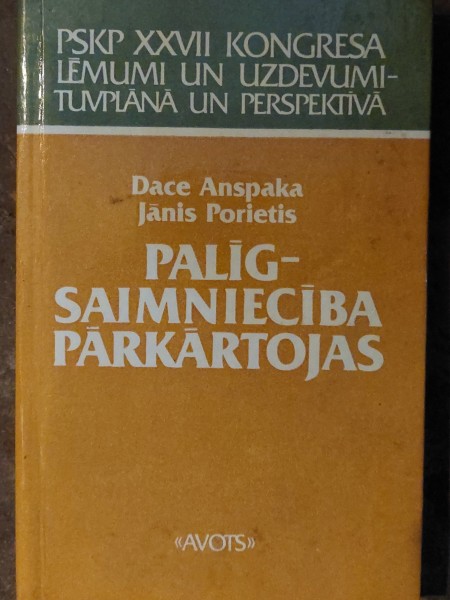 PSKP XXVII KONGRESA
LĒMUMI UN UZDEVUMI–
TUVPLĀNĀ UN PERSPEKTĪVĀ
Dace Anspaka
Jānis Porietis
PALĪG–
SAIMNIECĪBA
PĀRKĀRTOJAS
«AVOTS»